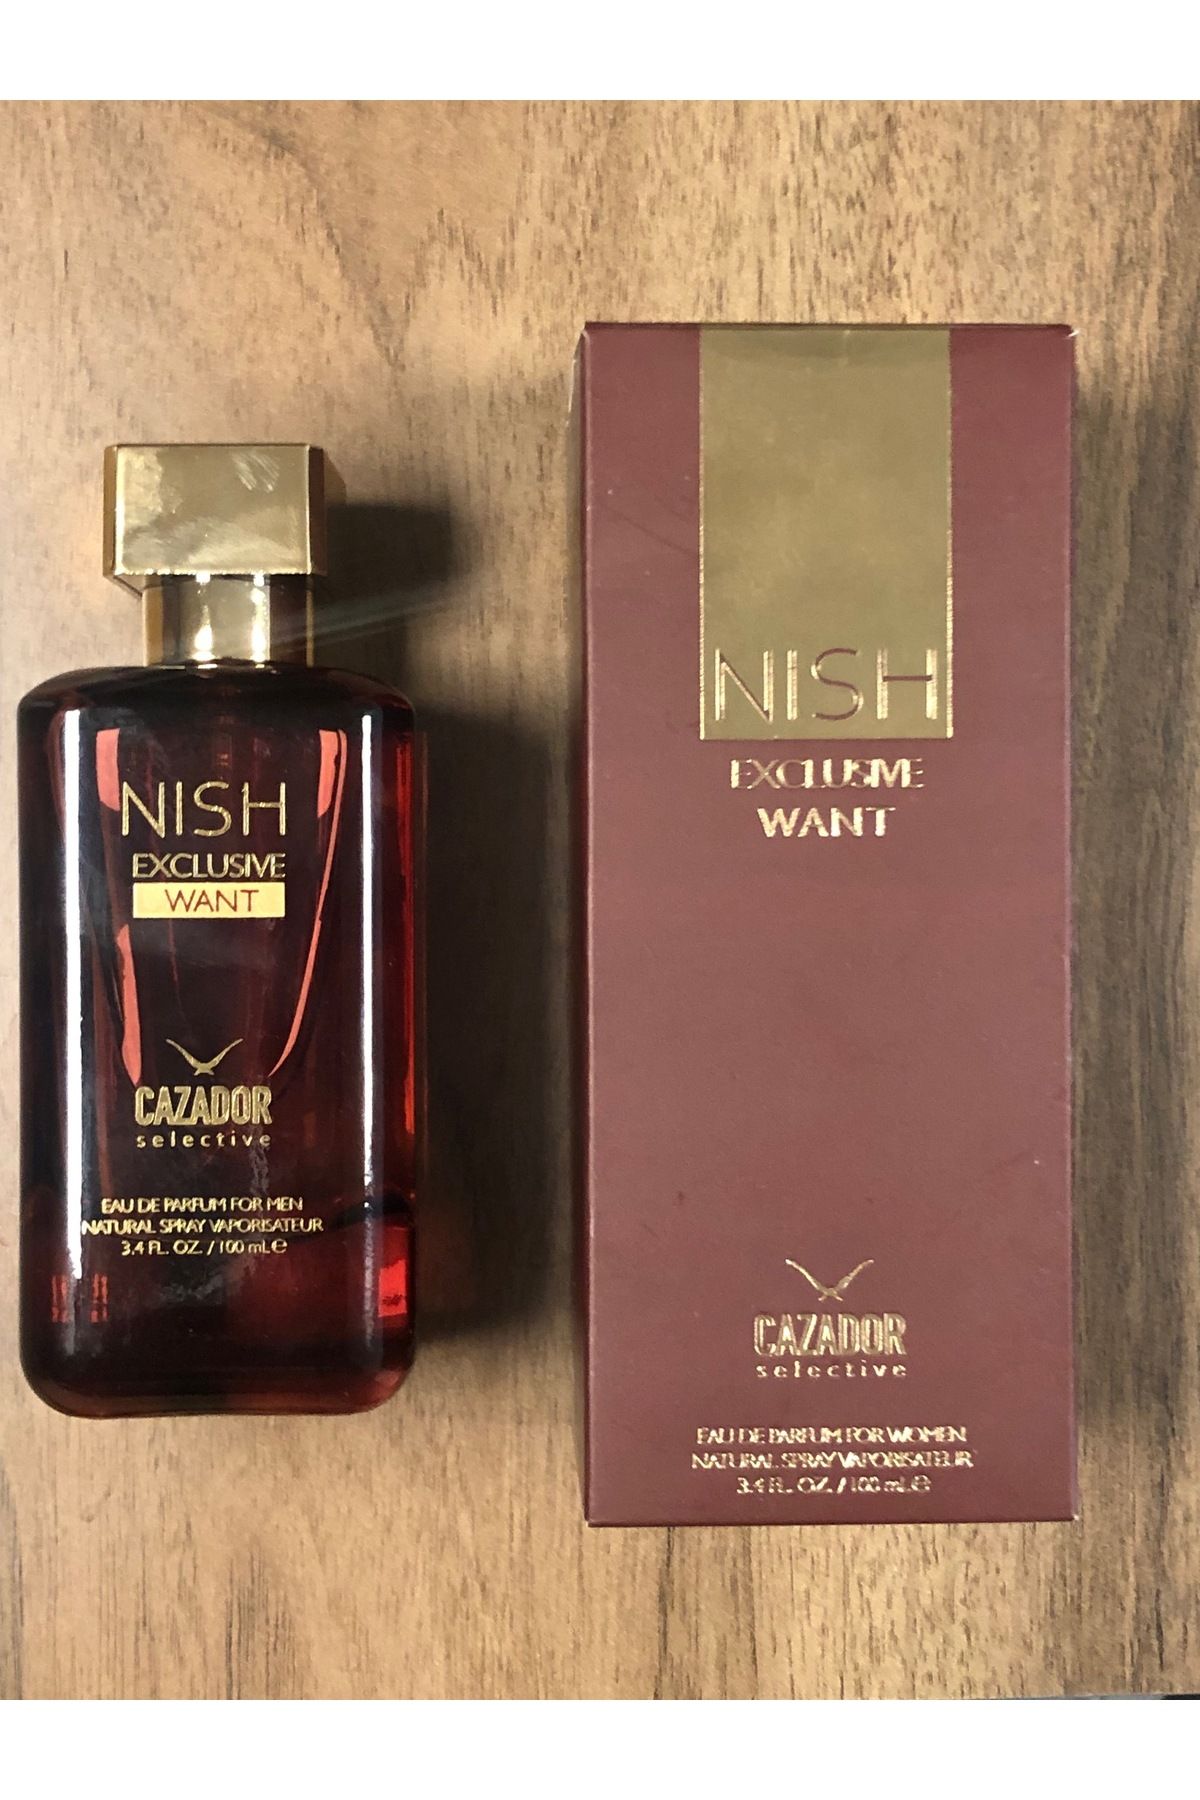 NISH
EXCLUSIVE
WANT
CAZADOR
selective
EAU DE PARFUM FOR MEN
NATURAL SPRAY VAPORISATEUR
3.4 FL. OZ. / 100 mL ℮
NISH
EXCLUSIVE
WANT
CAZADOR
selective
EAU DE PARFUM FOR WOMEN
NATURAL SPRAY VAPORISATEUR
3.4 FL. OZ. / 100 mL ℮